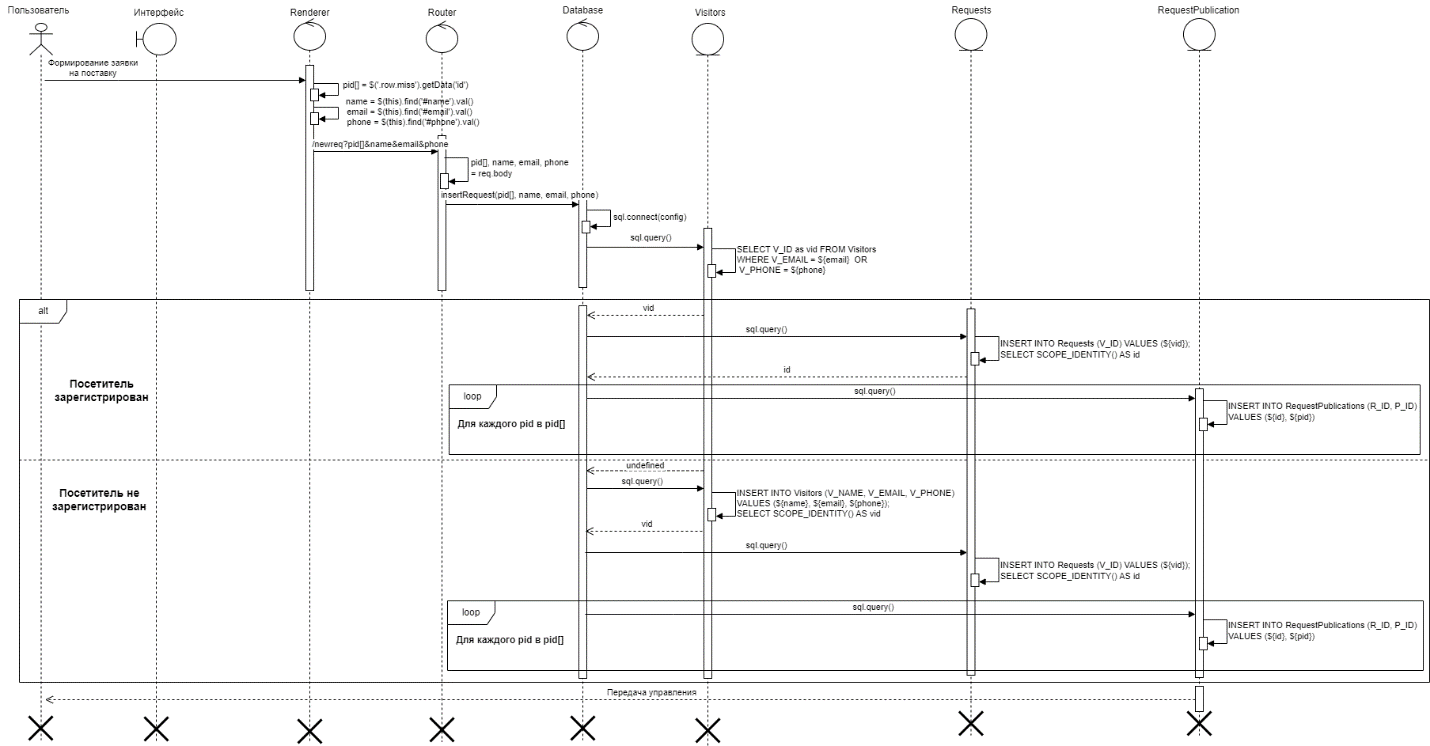 Пользователь
Интерфейс
Renderer
Router
Database
Visitors
Requests
RequestPublication
Формирование заявки
на поставку
pid[] = $('.row.miss').getData('id')
name = $(this).find('#name').val()
email = $(this).find('#email').val()
phone = $(this).find('#phone').val()
/newreq?pid[]&name&email&phone
pid[], name, email, phone
= req.body
insertRequest(pid[], name, email, phone)
sql.connect(config)
sql.query()
SELECT V_ID as vid FROM Visitors
WHERE V_EMAIL = ${email} OR
V_PHONE = ${phone}
alt
vid
sql.query()
INSERT INTO Requests (V_ID) VALUES (${vid});
SELECT SCOPE_IDENTITY() AS id
id
Посетитель
зарегистрирован
loop
sql.query()
Для каждого pid в pid[]
INSERT INTO RequestPublications (R_ID, P_ID)
VALUES (${id}, ${pid})
undefined
sql.query()
Посетитель не
зарегистрирован
INSERT INTO Visitors (V_NAME, V_EMAIL, V_PHONE)
VALUES (${name}, ${email}, ${phone});
SELECT SCOPE_IDENTITY() AS vid
vid
sql.query()
INSERT INTO Requests (V_ID) VALUES (${vid});
SELECT SCOPE_IDENTITY() AS id
loop
sql.query()
Для каждого pid в pid[]
INSERT INTO RequestPublications (R_ID, P_ID)
VALUES (${id}, ${pid})
Передача управления